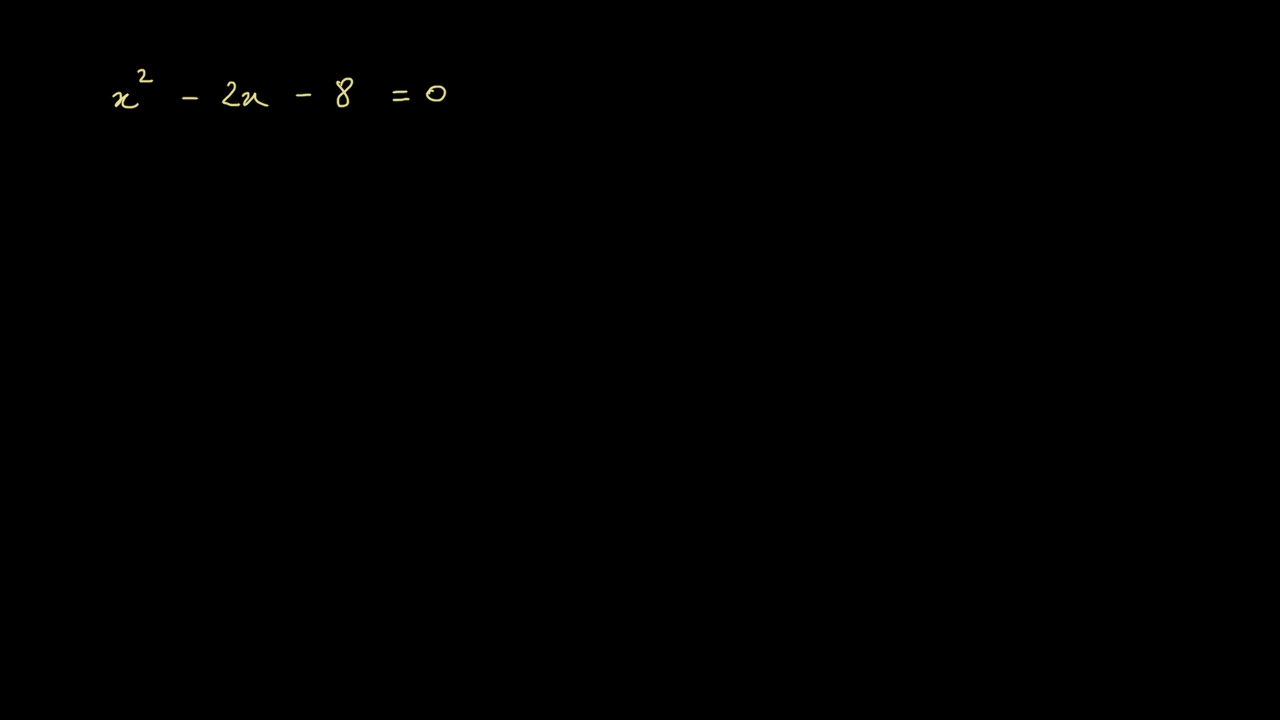 x² - 2x - 8 = 0